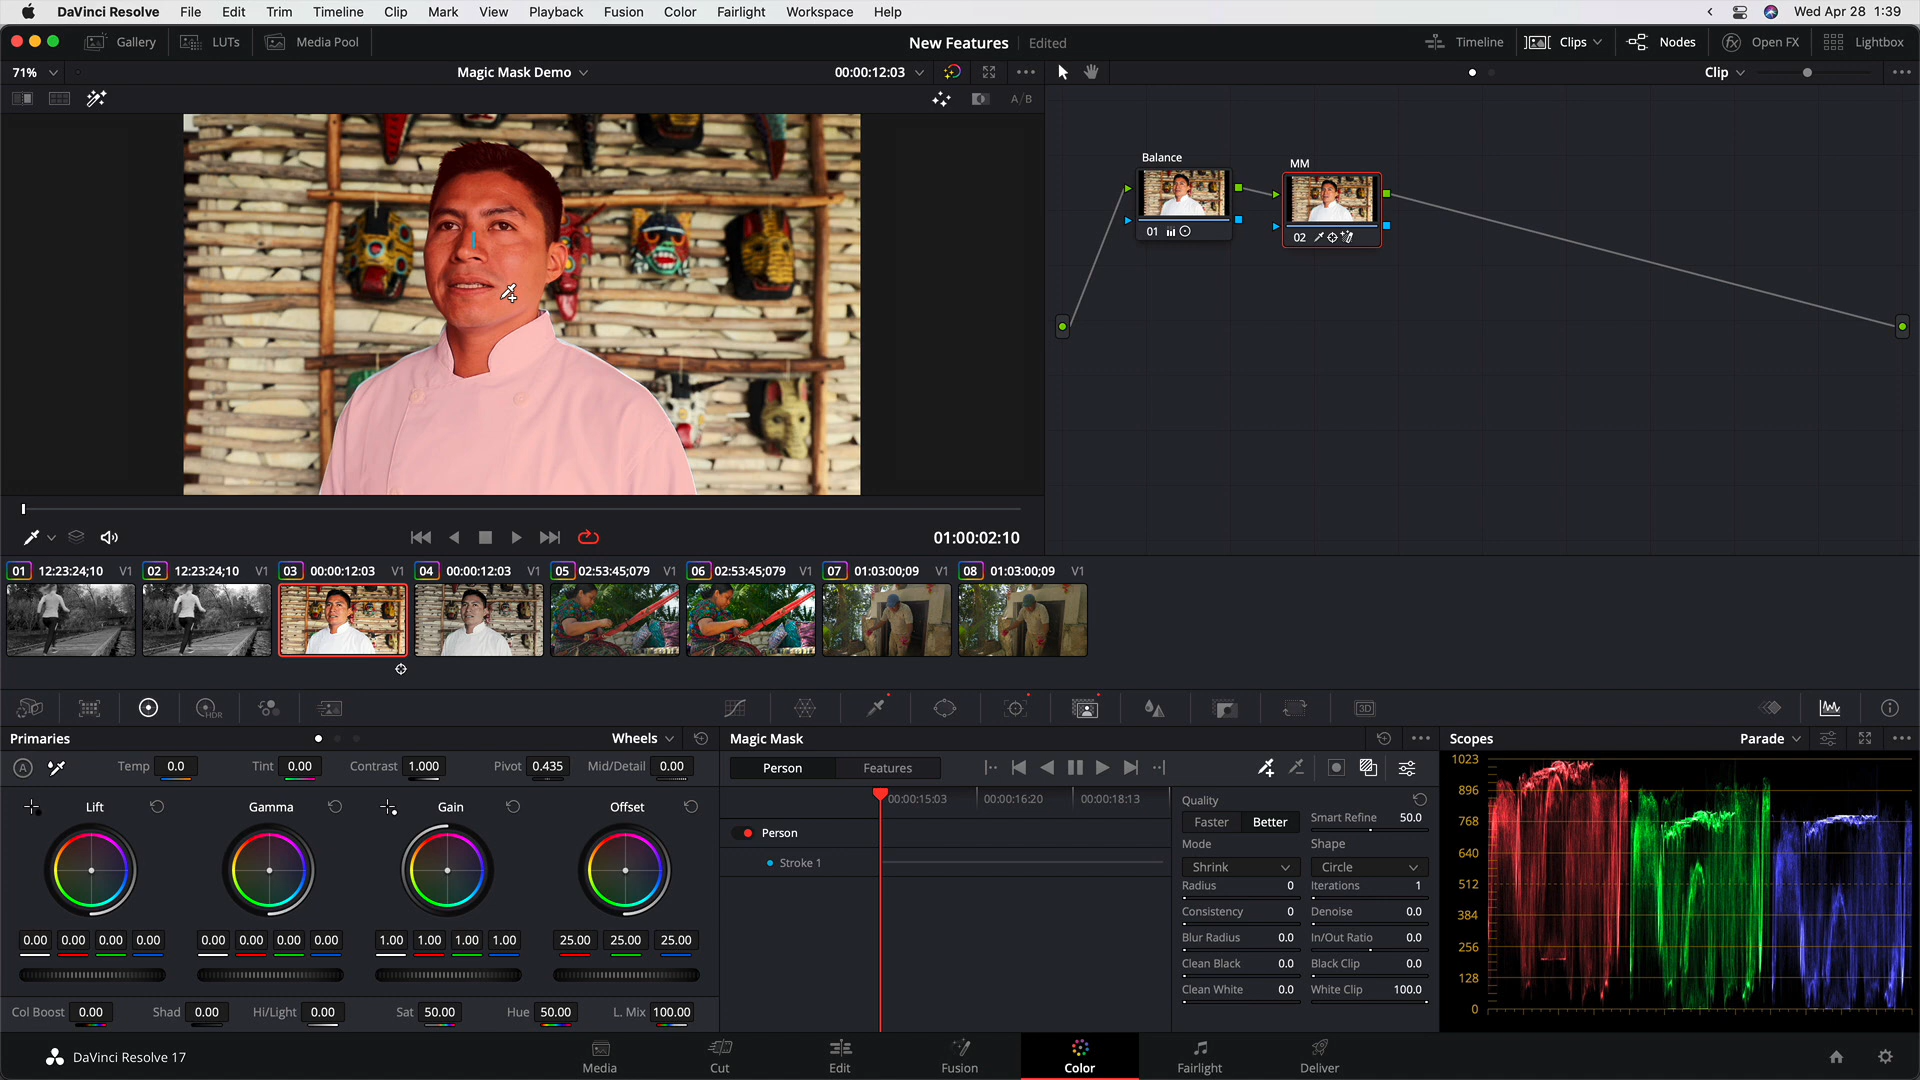 DaVinci Resolve File Edit Trim Timeline Clip Mark View Playback Fusion Color Fairlight Workspace Help Wed Apr 28 1:39
Gallery LUTs Media Pool New Features Edited Timeline Clips Nodes Open FX Lightbox
71% Magic Mask Demo 00:00:12:03 Clip
A/B
Balance
MM
01
02
01:00:02:10
01 12:23:24;10 V1 02 12:23:24;10 V1 03 00:00:12:03 V1 04 00:00:12:03 V1 05 02:53:45;079 V1 06 02:53:45;079 V1 07 01:03:00;09 V1 08 01:03:00;09 V1
HDR 3D
Primaries Wheels Magic Mask Scopes Parade
A Temp 0.0 Tint 0.00 Contrast 1.000 Pivot 0.435 Mid/Detail 0.00 Person Features
Lift Gamma Gain Offset
00:00:15:03 00:00:16:20 00:00:18:13
Person
Stroke 1
Quality
Faster Better Smart Refine 50.0
Mode Shape
Shrink Circle
Radius 0 Iterations 1
Consistency 0 Denoise 0.0
Blur Radius 0.0 In/Out Ratio 0.0
Clean Black 0.0 Black Clip 0.0
Clean White 0.0 White Clip 100.0
1023
896
768
640
512
384
256
128
0
0.00 0.00 0.00 0.00 0.00 0.00 0.00 0.00 1.00 1.00 1.00 1.00 25.00 25.00 25.00
Col Boost 0.00 Shad 0.00 Hi/Light 0.00 Sat 50.00 Hue 50.00 L. Mix 100.00
DaVinci Resolve 17 Media Cut Edit Fusion Color Fairlight Deliver